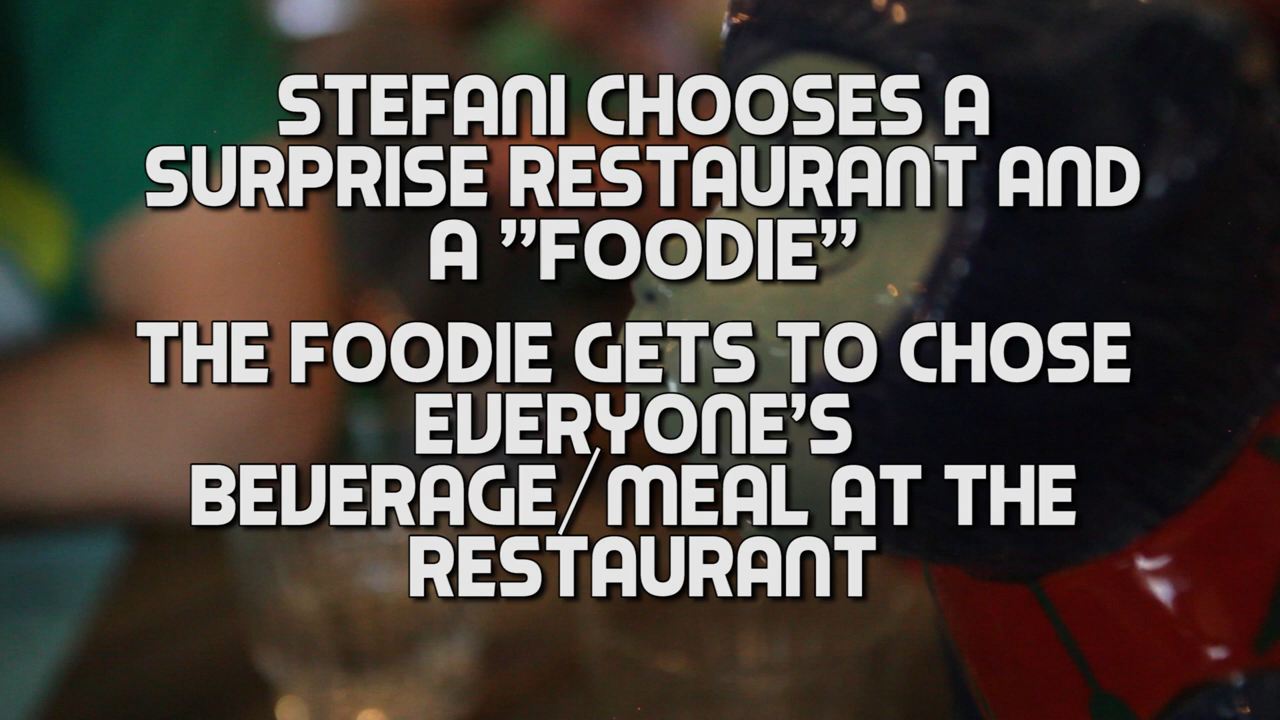 STEFANI CHOOSES A
SURPRISE RESTAURANT AND
A ”FOODIE”
THE FOODIE GETS TO CHOSE
EVERYONE’S
BEVERAGE/MEAL AT THE
RESTAURANT